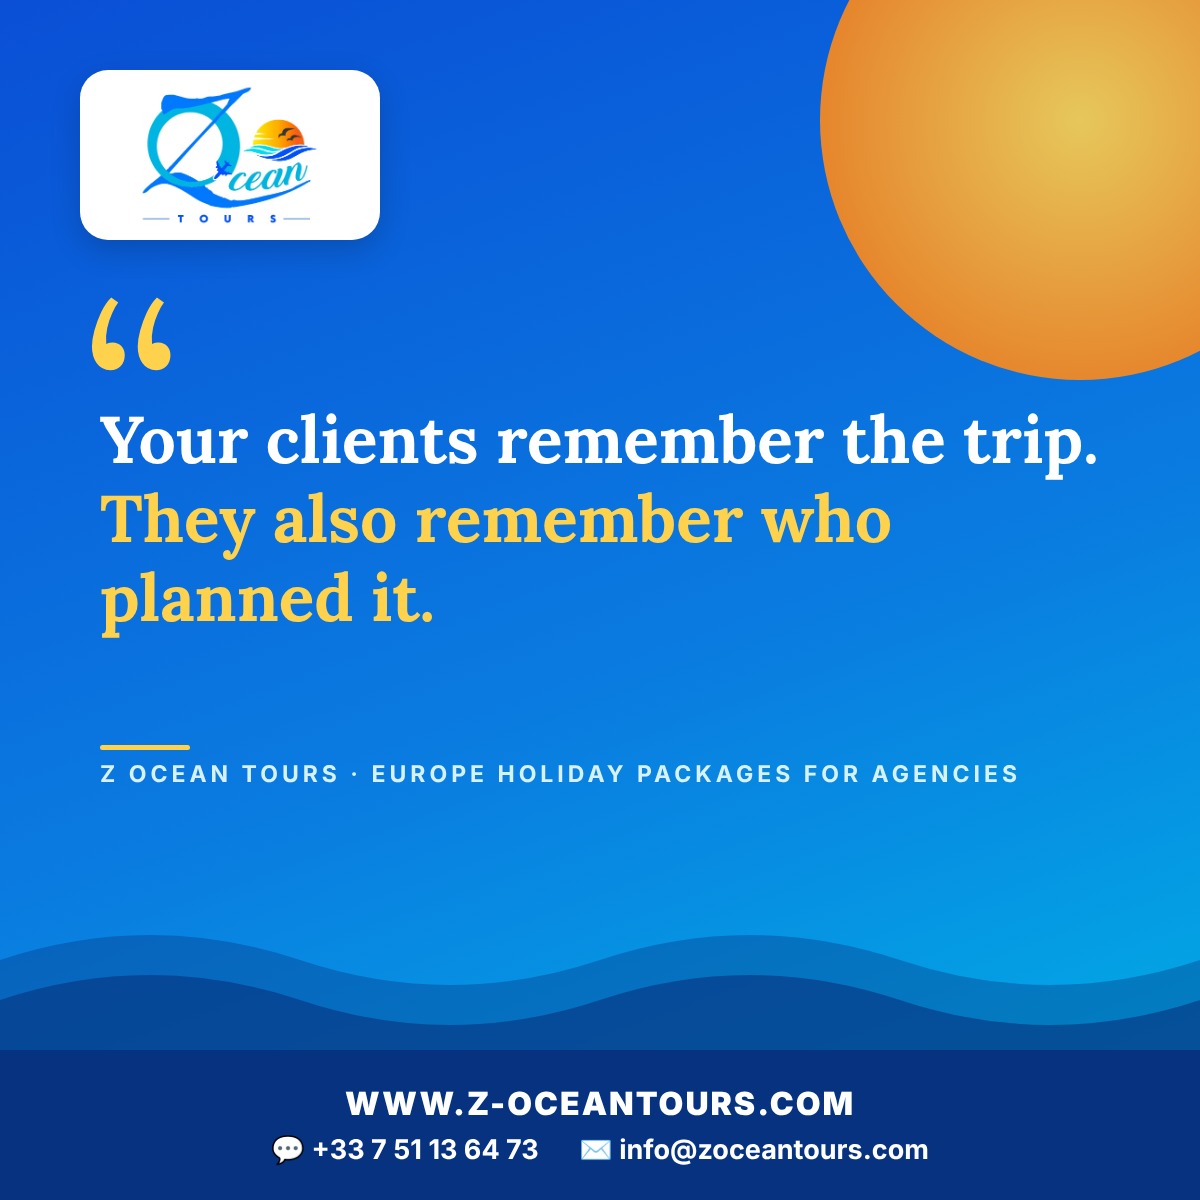 Z Ocean
TOURS
“
Your clients remember the trip.
They also remember who
planned it.
Z OCEAN TOURS · EUROPE HOLIDAY PACKAGES FOR AGENCIES
WWW.Z-OCEANTOURS.COM
💬 +33 7 51 13 64 73 ✉️ info@zoceantours.com